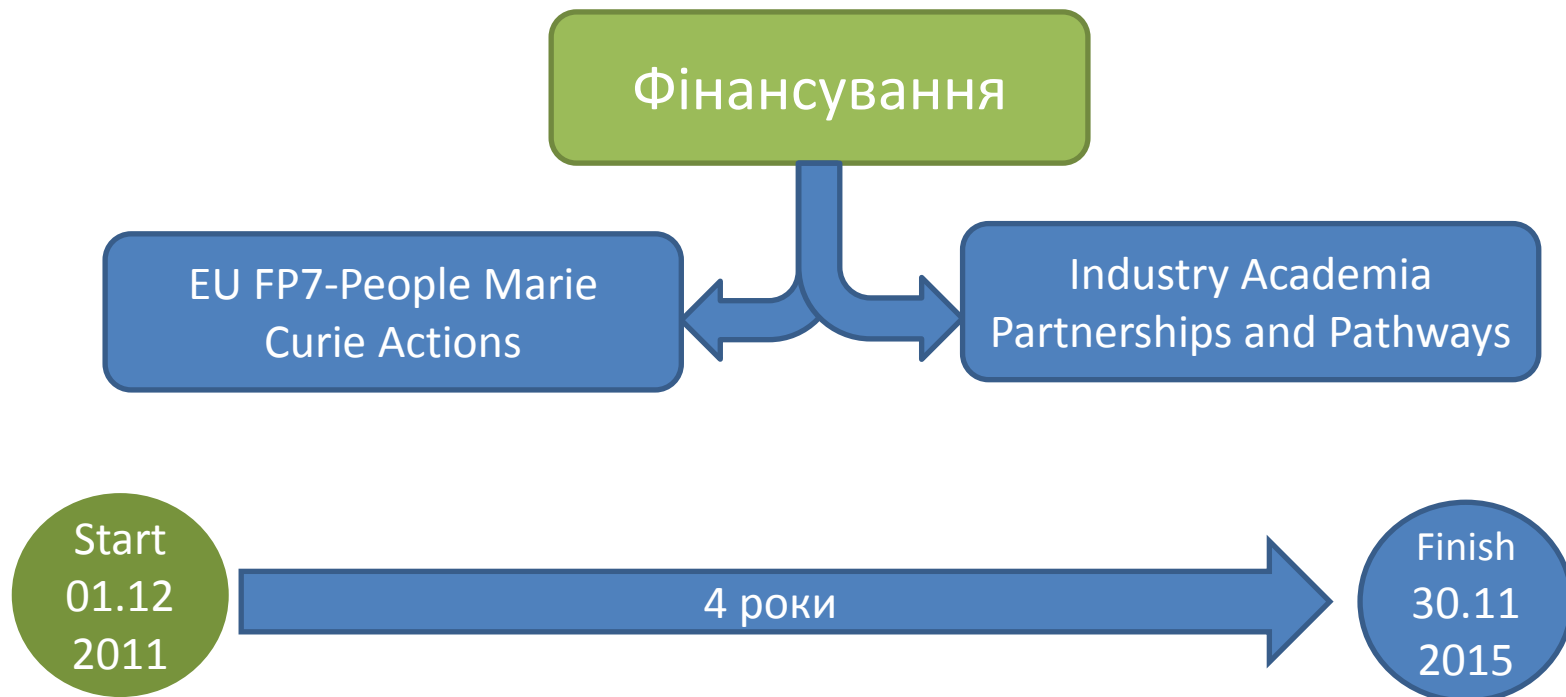 Фінансування
EU FP7-People Marie
Curie Actions
Industry Academia
Partnerships and Pathways
Start
01.12
2011
4 роки
Finish
30.11
2015